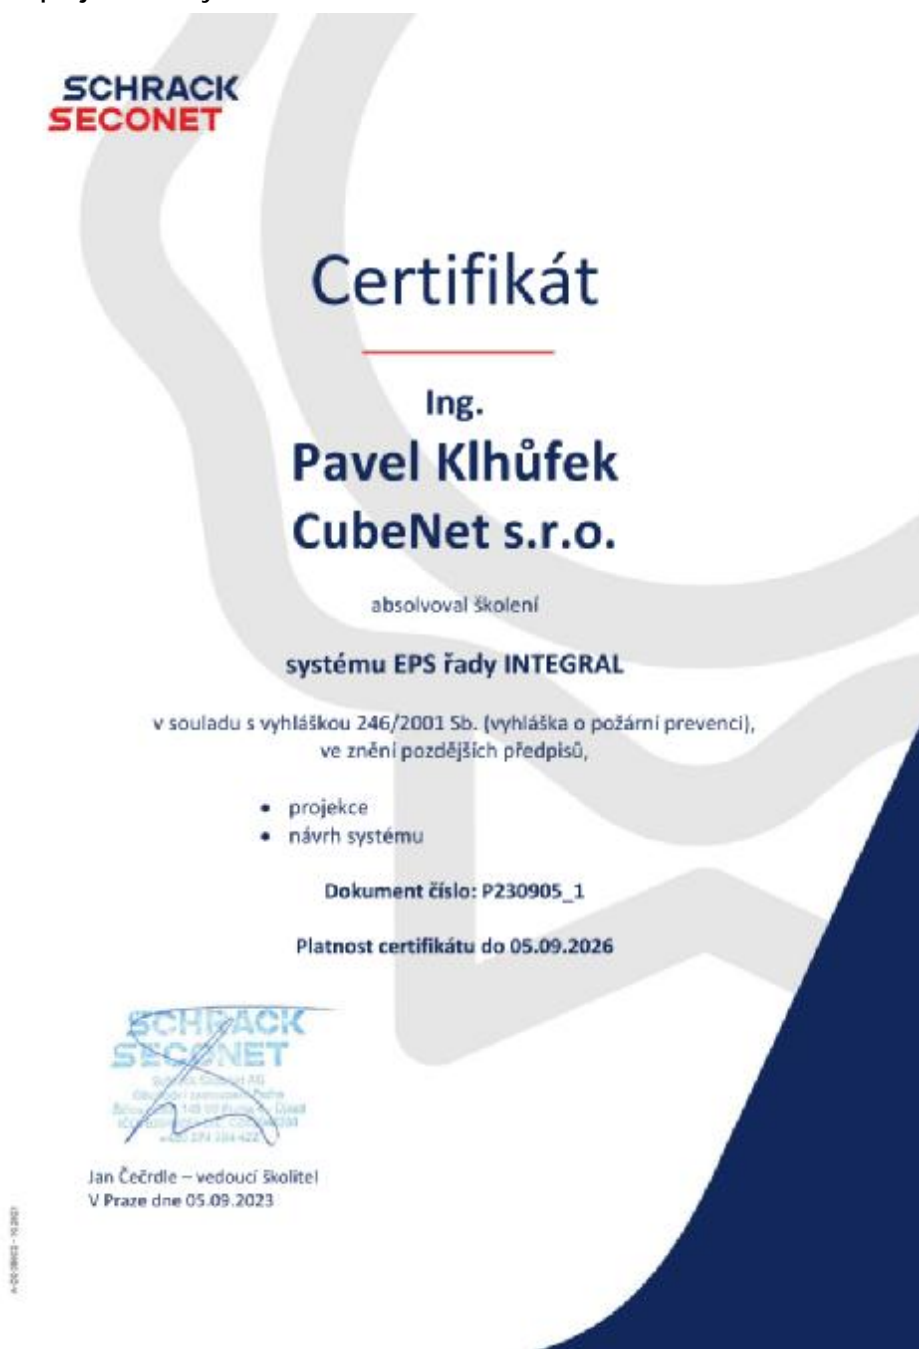 SCHRACK
SECONET
Certifikát
Ing.
Pavel Klhůfek
CubeNet s.r.o.
absolvoval školení
systému EPS řady INTEGRAL
v souladu s vyhláškou 246/2001 Sb. (vyhláška o požární prevenci),
ve znění pozdějších předpisů,
• projekce
• návrh systému
Dokument číslo: P230905_1
Platnost certifikátu do 05.09.2026
SCHRACK
SECONET
Jan Čečrdle – vedoucí školitel
V Praze dne 05.09.2023